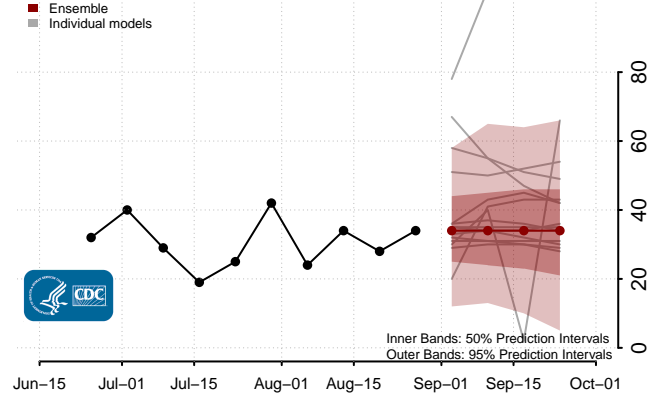 Ensemble
Individual models
80
60
40
20
0
CDC
Inner Bands: 50% Prediction Intervals
Outer Bands: 95% Prediction Intervals
Jun–15
Jul–01
Jul–15
Aug–01
Aug–15
Sep–01
Sep–15
Oct–01